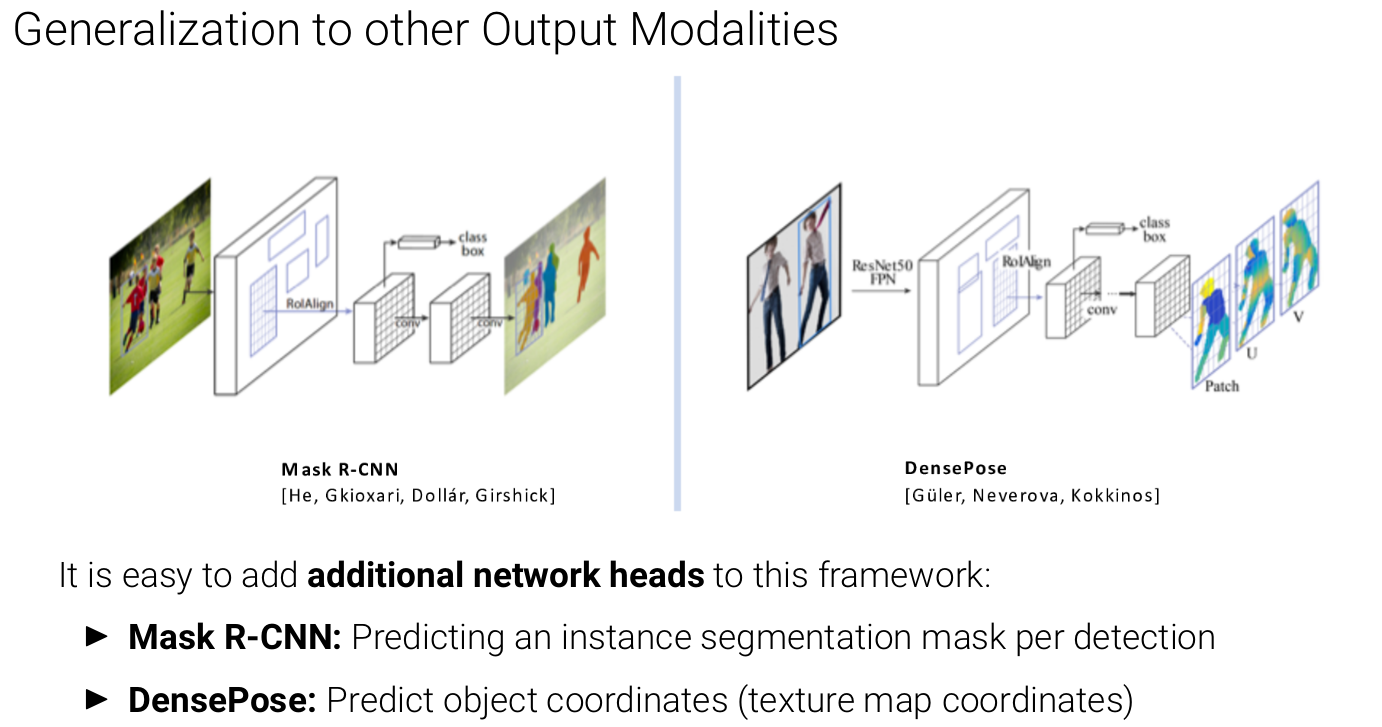 Generalization to other Output Modalities
class
box
RoIAlign
conv
conv
Mask R-CNN
[He, Gkioxari, Dollár, Girshick]
ResNet50
FPN
RoIAlign
class
box
conv
Patch
U
V
DensePose
[Güler, Neverova, Kokkinos]
It is easy to add additional network heads to this framework:
► Mask R-CNN: Predicting an instance segmentation mask per detection
► DensePose: Predict object coordinates (texture map coordinates)